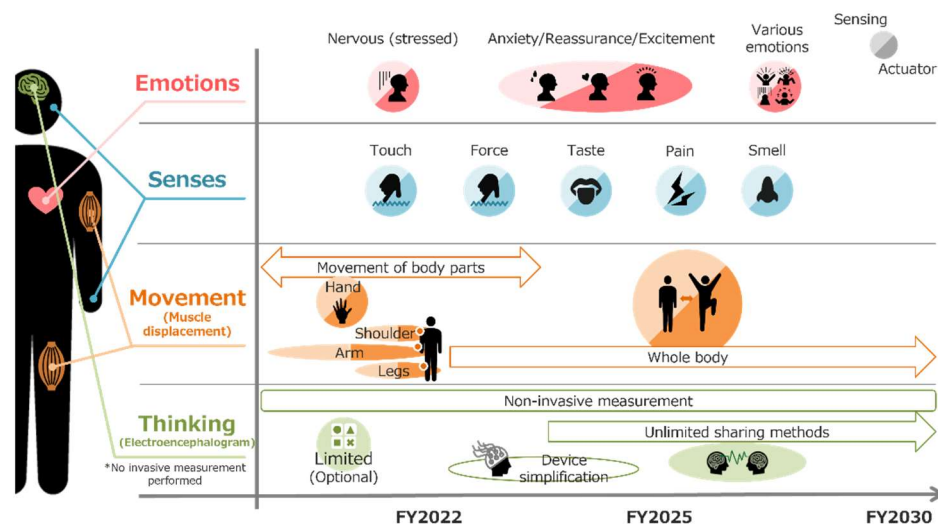 Sensing
Actuator
Nervous (stressed)
Anxiety/Reassurance/Excitement
Various
emotions
Emotions
Touch
Force
Taste
Pain
Smell
Senses
Movement of body parts
Hand
Movement
(Muscle
displacement)
Shoulder
Arm
Legs
Whole body
Non-invasive measurement
Thinking
(Electroencephalogram)
*No invasive measurement
performed
Unlimited sharing methods
Limited
(Optional)
Device
simplification
FY2022
FY2025
FY2030